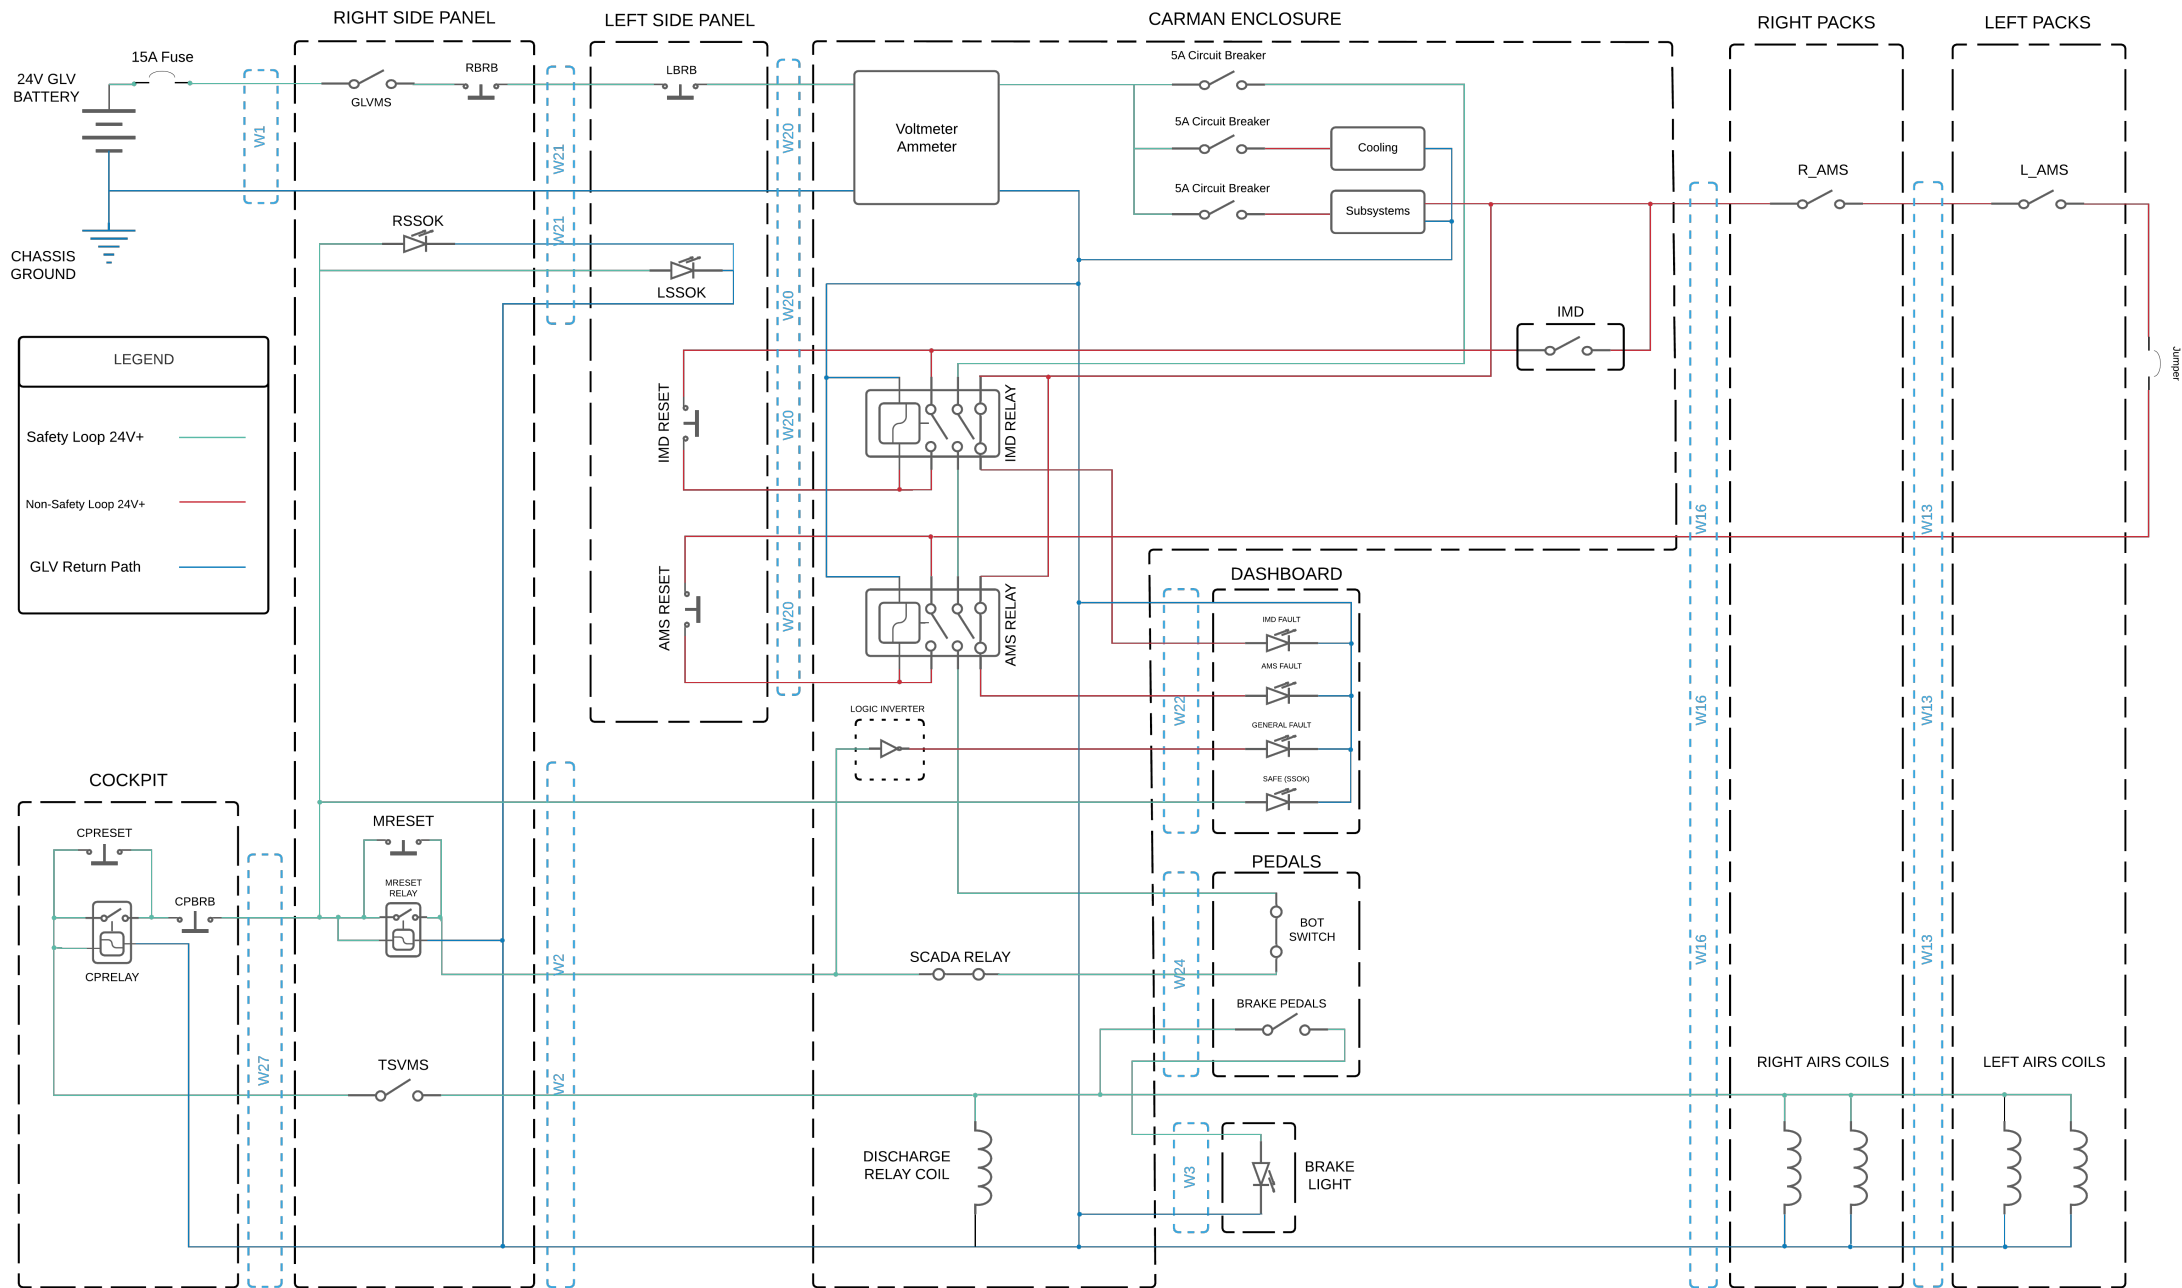 RIGHT SIDE PANEL
LEFT SIDE PANEL
CARMAN ENCLOSURE
RIGHT PACKS
LEFT PACKS
15A Fuse
24V GLV
BATTERY
W1
GLVMS
RBRB
W21
LBRB
W20
Voltmeter
Ammeter
5A Circuit Breaker
5A Circuit Breaker
Cooling
5A Circuit Breaker
Subsystems
R_AMS
L_AMS
CHASSIS
GROUND
RSSOK
W21
LSSOK
W20
IMD
Jumper
LEGEND
Safety Loop 24V+
Non-Safety Loop 24V+
GLV Return Path
IMD RESET
W20
IMD RELAY
W16
W13
AMS RESET
W20
AMS RELAY
DASHBOARD
IMD FAULT
AMS FAULT
W22
GENERAL FAULT
SAFE (SSOK)
W16
W13
LOGIC INVERTER
COCKPIT
CPRESET
CPBRB
CPRELAY
MRESET
MRESET
RELAY
W2
SCADA RELAY
PEDALS
BOT
SWITCH
W24
BRAKE PEDALS
W16
W13
W27
TSVMS
W2
RIGHT AIRS COILS
LEFT AIRS COILS
DISCHARGE
RELAY COIL
W3
BRAKE
LIGHT